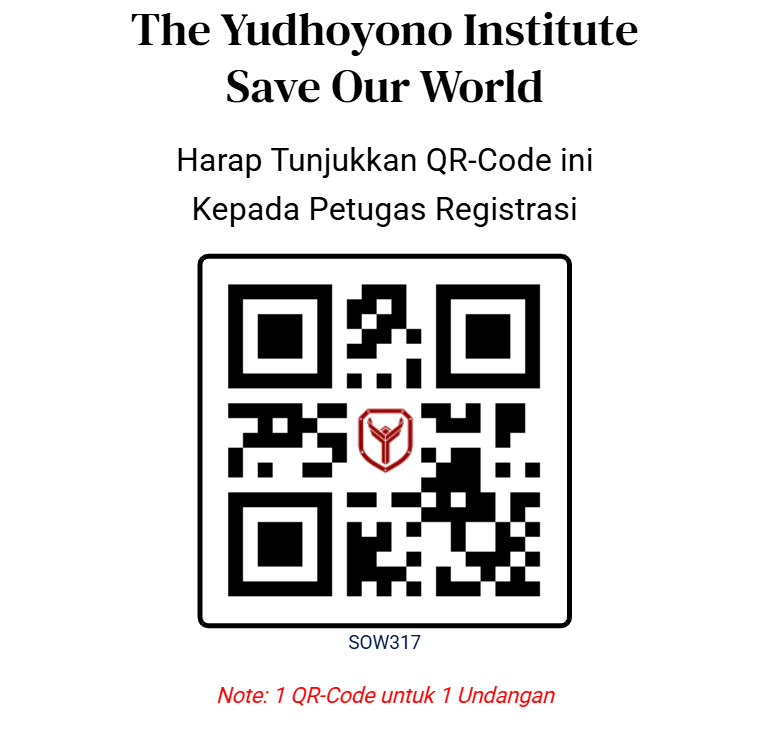 The Yudhoyono Institute
Save Our World
Harap Tunjukkan QR-Code ini
Kepada Petugas Registrasi
SOW317
Note: 1 QR-Code untuk 1 Undangan